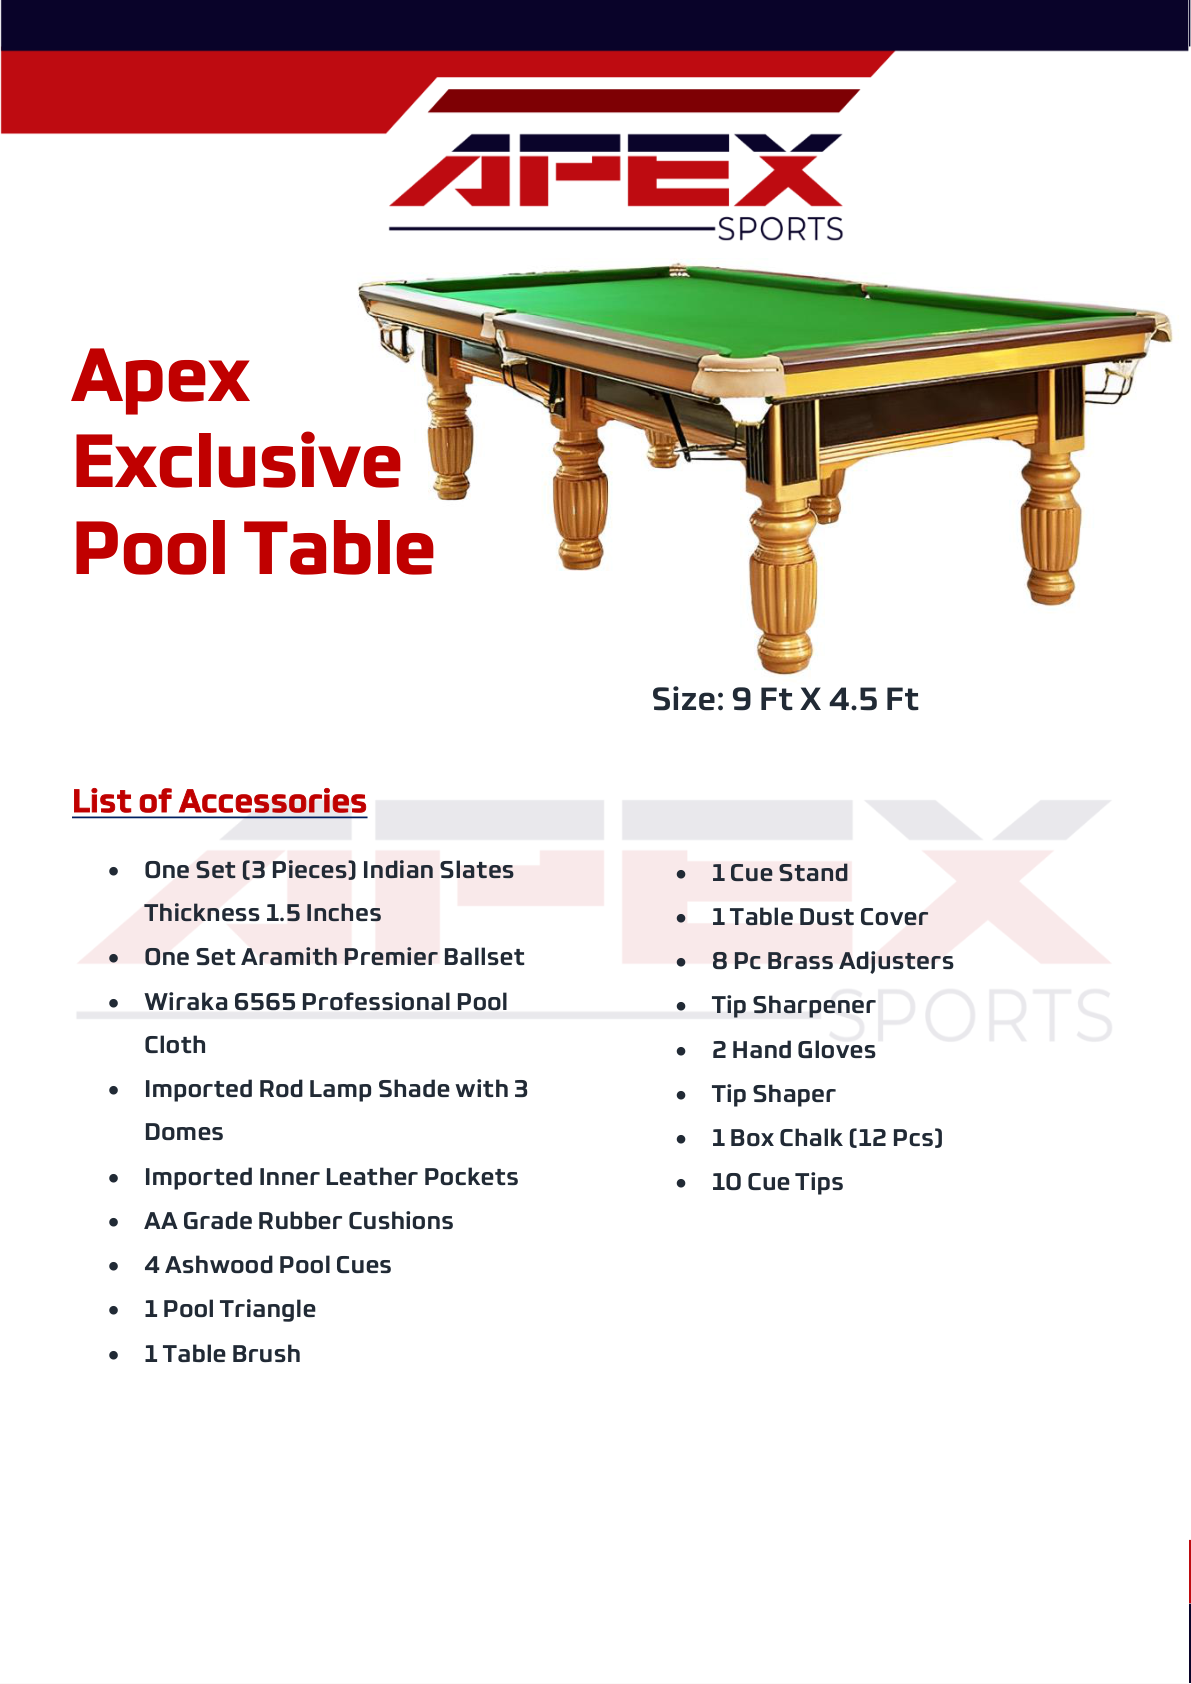 APEX
SPORTS
Apex
Exclusive
Pool Table
Size: 9 Ft X 4.5 Ft
List of Accessories
• One Set (3 Pieces) Indian Slates
Thickness 1.5 Inches
• One Set Aramith Premier Ballset
• Wiraka 6565 Professional Pool
Cloth
• Imported Rod Lamp Shade with 3
Domes
• Imported Inner Leather Pockets
• AA Grade Rubber Cushions
• 4 Ashwood Pool Cues
• 1 Pool Triangle
• 1 Table Brush
• 1 Cue Stand
• 1 Table Dust Cover
• 8 Pc Brass Adjusters
• Tip Sharpener
• 2 Hand Gloves
• Tip Shaper
• 1 Box Chalk (12 Pcs)
• 10 Cue Tips
APEX
SPORTS